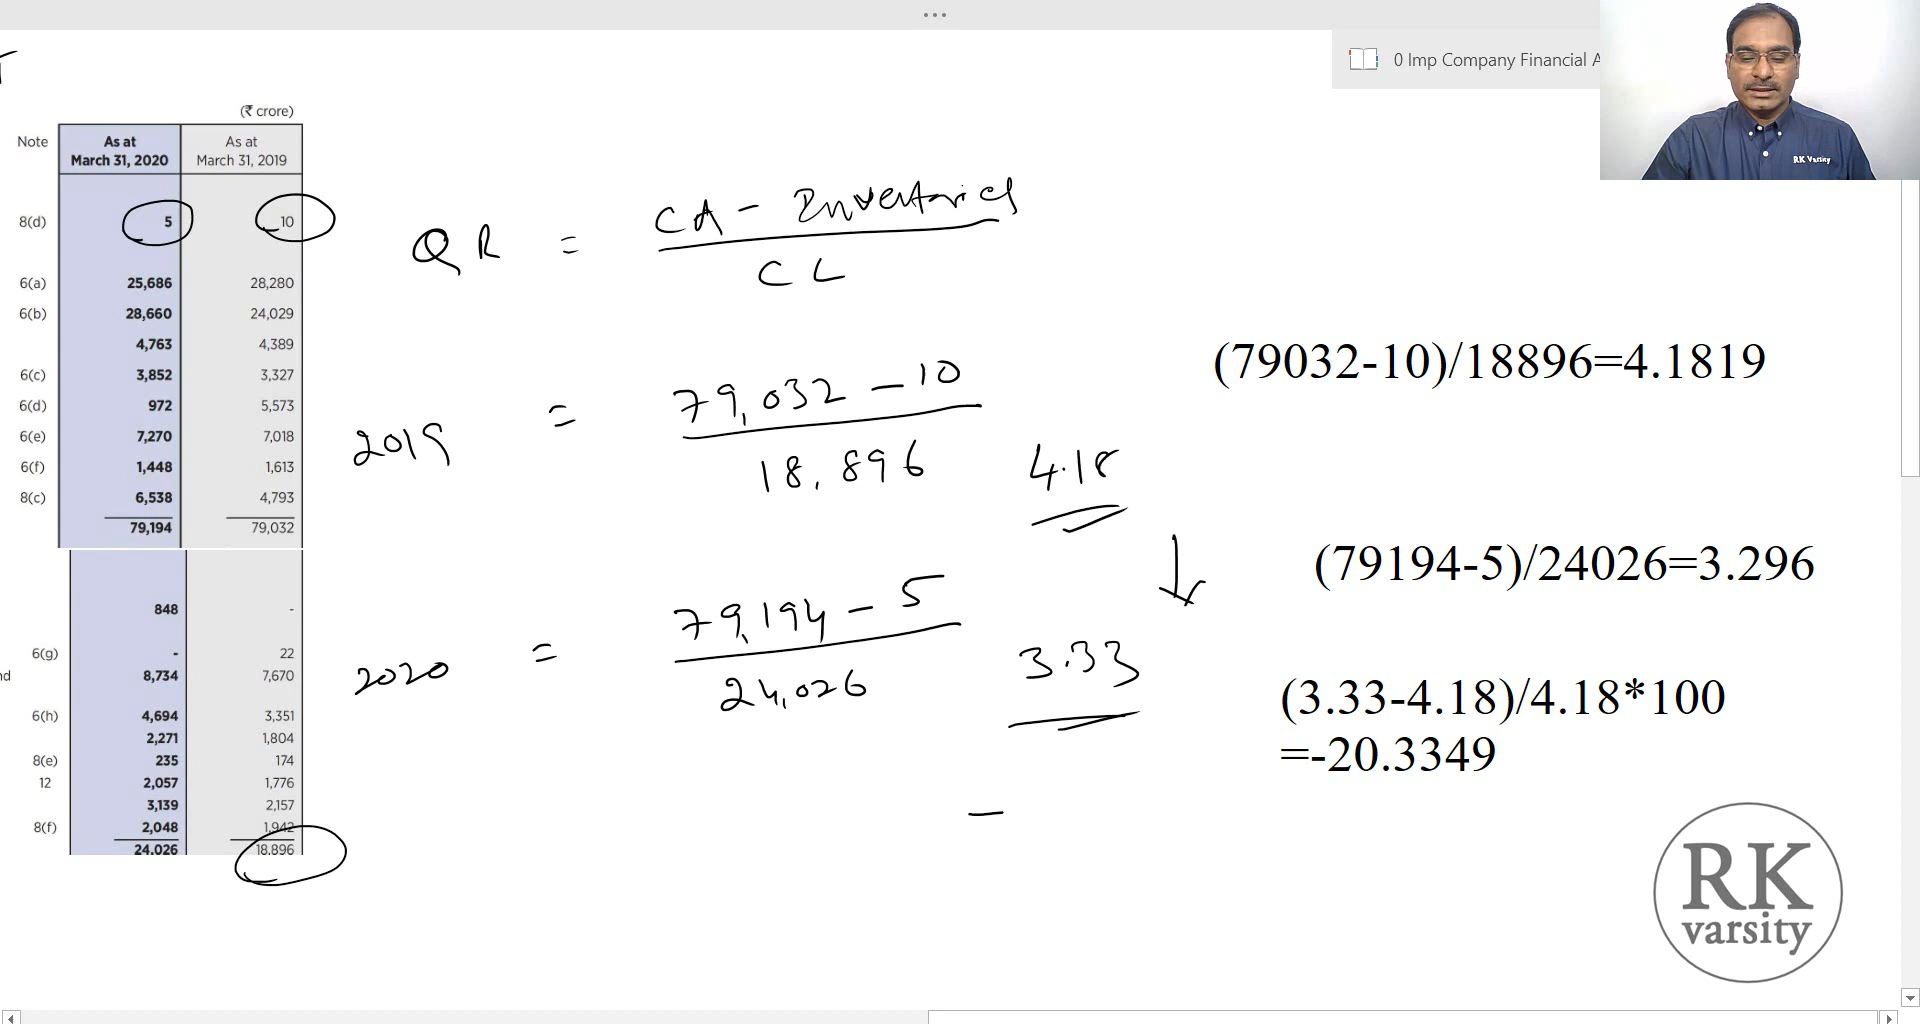 0 Imp Company Financial A
RK Varsity
(₹ crore)
Note As at March 31, 2020 As at March 31, 2019
8(d) 5 10
6(a) 25,686 28,280
6(b) 28,660 24,029
4,763 4,389
6(c) 3,852 3,327
6(d) 972 5,573
6(e) 7,270 7,018
6(f) 1,448 1,613
8(c) 6,538 4,793
79,194 79,032
848 -
6(g) - 22
nd 8,734 7,670
6(h) 4,694 3,351
2,271 1,804
8(e) 235 174
12 2,057 1,776
3,139 2,157
8(f) 2,048 1,942
24,026 18,896
QR = CA - Inventories
CL
2019 = 79,032 - 10
18,896
4.18
2020 = 79,194 - 5
24,026
3.33
-
(79032-10)/18896=4.1819
(79194-5)/24026=3.296
(3.33-4.18)/4.18*100
=-20.3349
RK
varsity